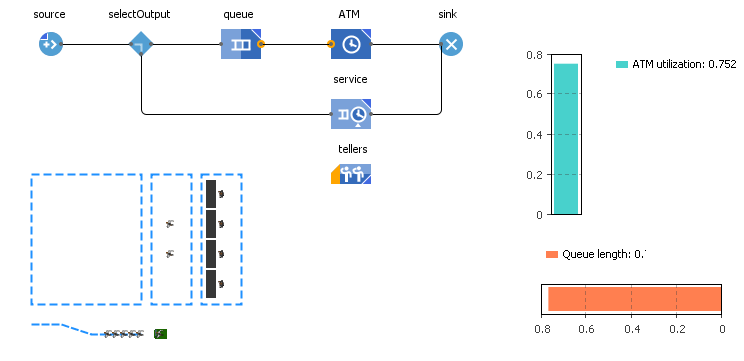 source
selectOutput
queue
ATM
sink
service
tellers
ATM utilization: 0.752
0.8
0.6
0.4
0.2
0
Queue length:
0.8
0.6
0.4
0.2
0